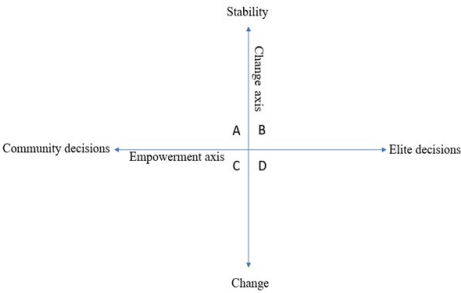 Stability
Change axis
A B
Community decisions
Elite decisions
Empowerment axis
C D
Change